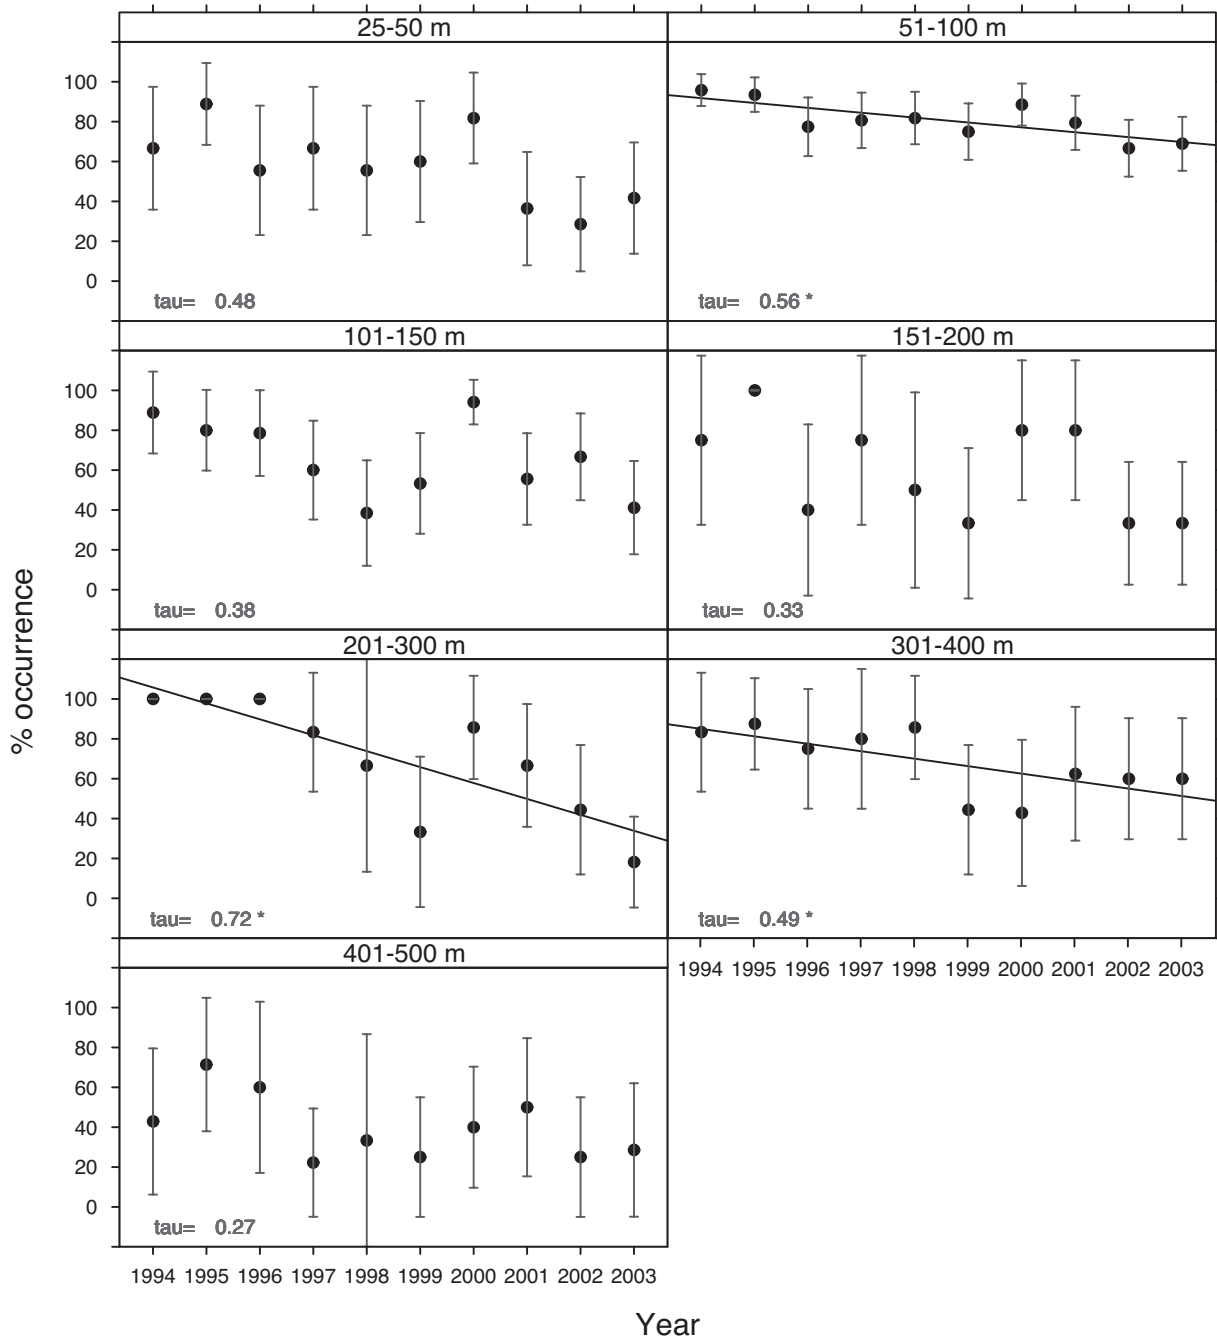 25-50 m
51-100 m
100
80
60
40
20
0
tau= 0.48
tau= 0.56 *
101-150 m
151-200 m
100
80
60
40
20
0
tau= 0.38
tau= 0.33
201-300 m
301-400 m
100
80
60
40
20
0
tau= 0.72 *
tau= 0.49 *
401-500 m
1994 1995 1996 1997 1998 1999 2000 2001 2002 2003
100
80
60
40
20
0
tau= 0.27
1994 1995 1996 1997 1998 1999 2000 2001 2002 2003
% occurrence
Year